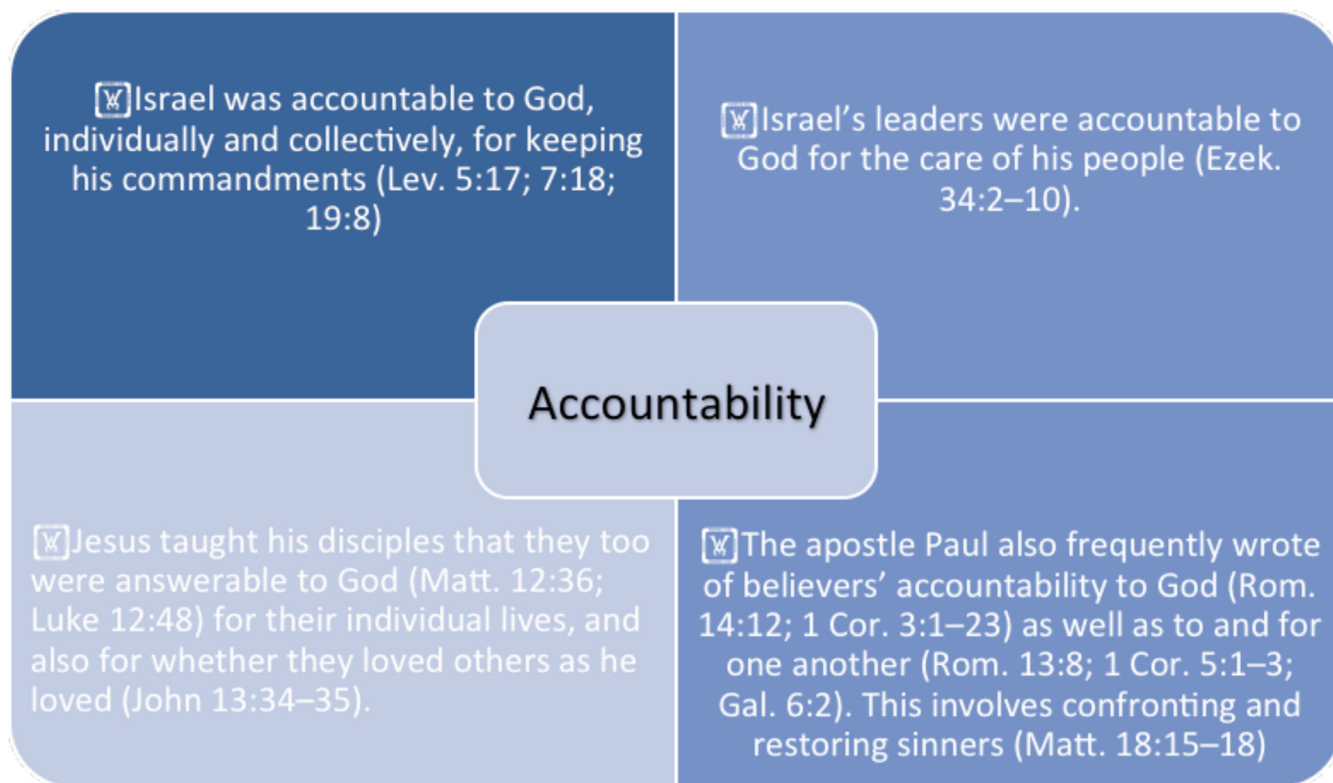 Israel was accountable to God,
individually and collectively, for keeping
his commandments (Lev. 5:17; 7:18;
19:8)
Israel’s leaders were accountable to
God for the care of his people (Ezek.
34:2–10).
Accountability
Jesus taught his disciples that they too
were answerable to God (Matt. 12:36;
Luke 12:48) for their individual lives, and
also for whether they loved others as he
loved (John 13:34–35).
The apostle Paul also frequently wrote
of believers’ accountability to God (Rom.
14:12; 1 Cor. 3:1–23) as well as to and for
one another (Rom. 13:8; 1 Cor. 5:1–3;
Gal. 6:2). This involves confronting and
restoring sinners (Matt. 18:15–18)